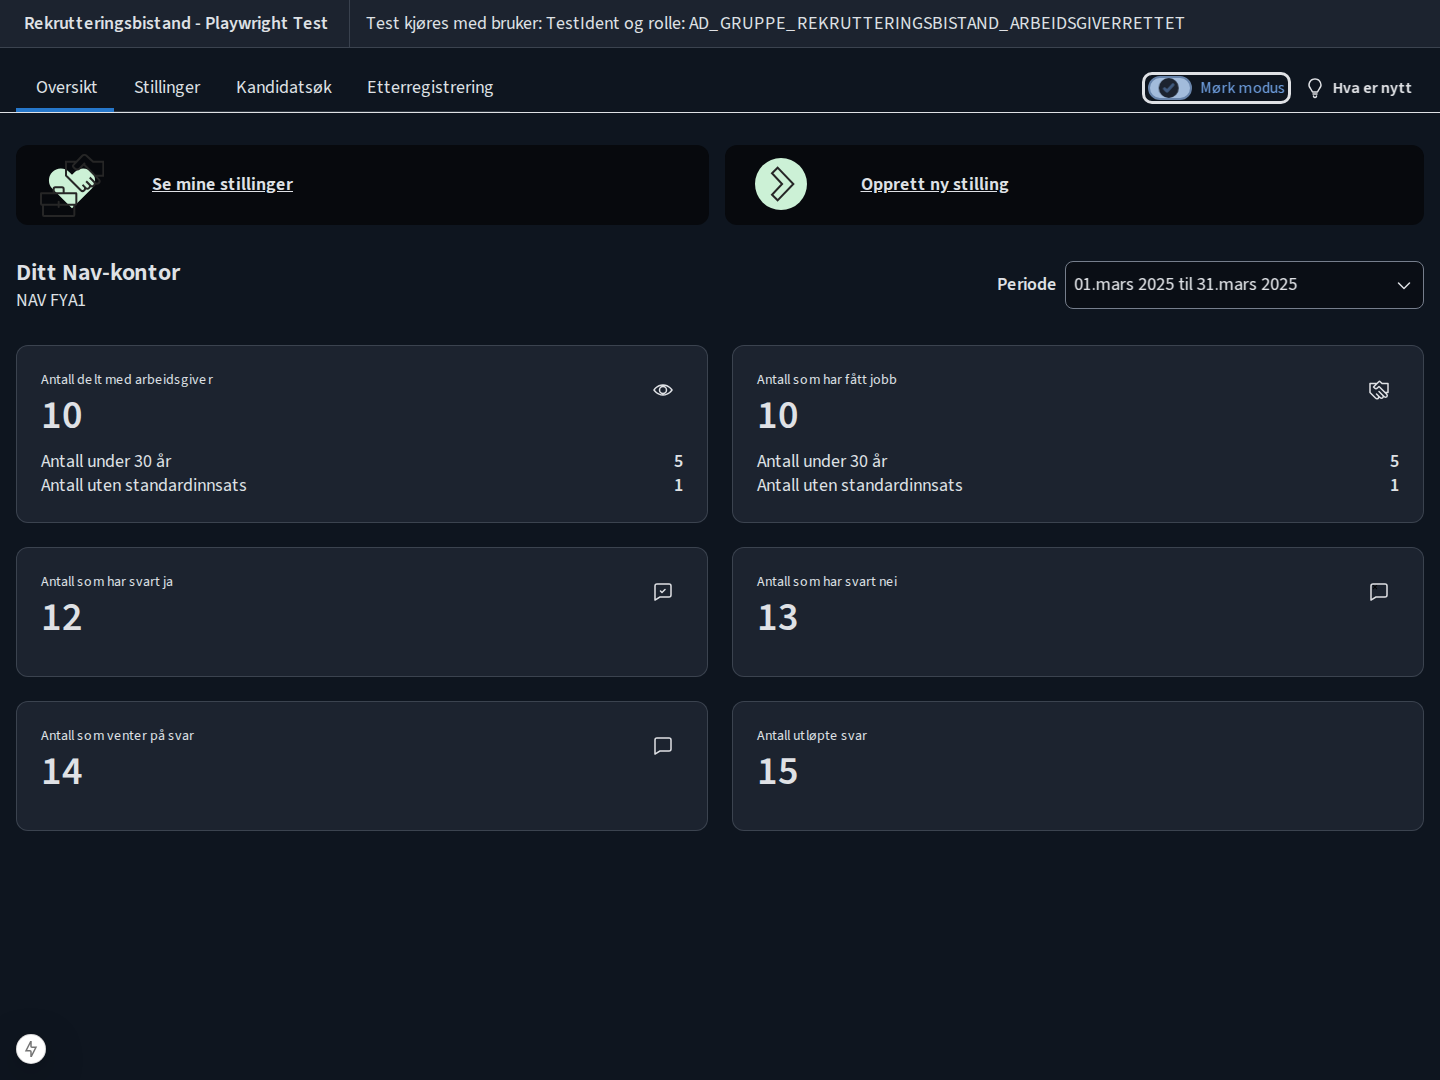 Rekrutteringsbistand - Playwright Test
Test kjøres med bruker: TestIdent og rolle: AD_GRUPPE_REKRUTTERINGSBISTAND_ARBEIDSGIVERRETTET
Oversikt
Stillinger
Kandidatsøk
Etterregistrering
Mørk modus
Hva er nytt
Se mine stillinger
Opprett ny stilling
Ditt Nav-kontor
NAV FYA1
Periode
01.mars 2025 til 31.mars 2025
Antall delt med arbeidsgiver
10
Antall under 30 år 5
Antall uten standardinnsats 1
Antall som har fått jobb
10
Antall under 30 år 5
Antall uten standardinnsats 1
Antall som har svart ja
12
Antall som har svart nei
13
Antall som venter på svar
14
Antall utløpte svar
15